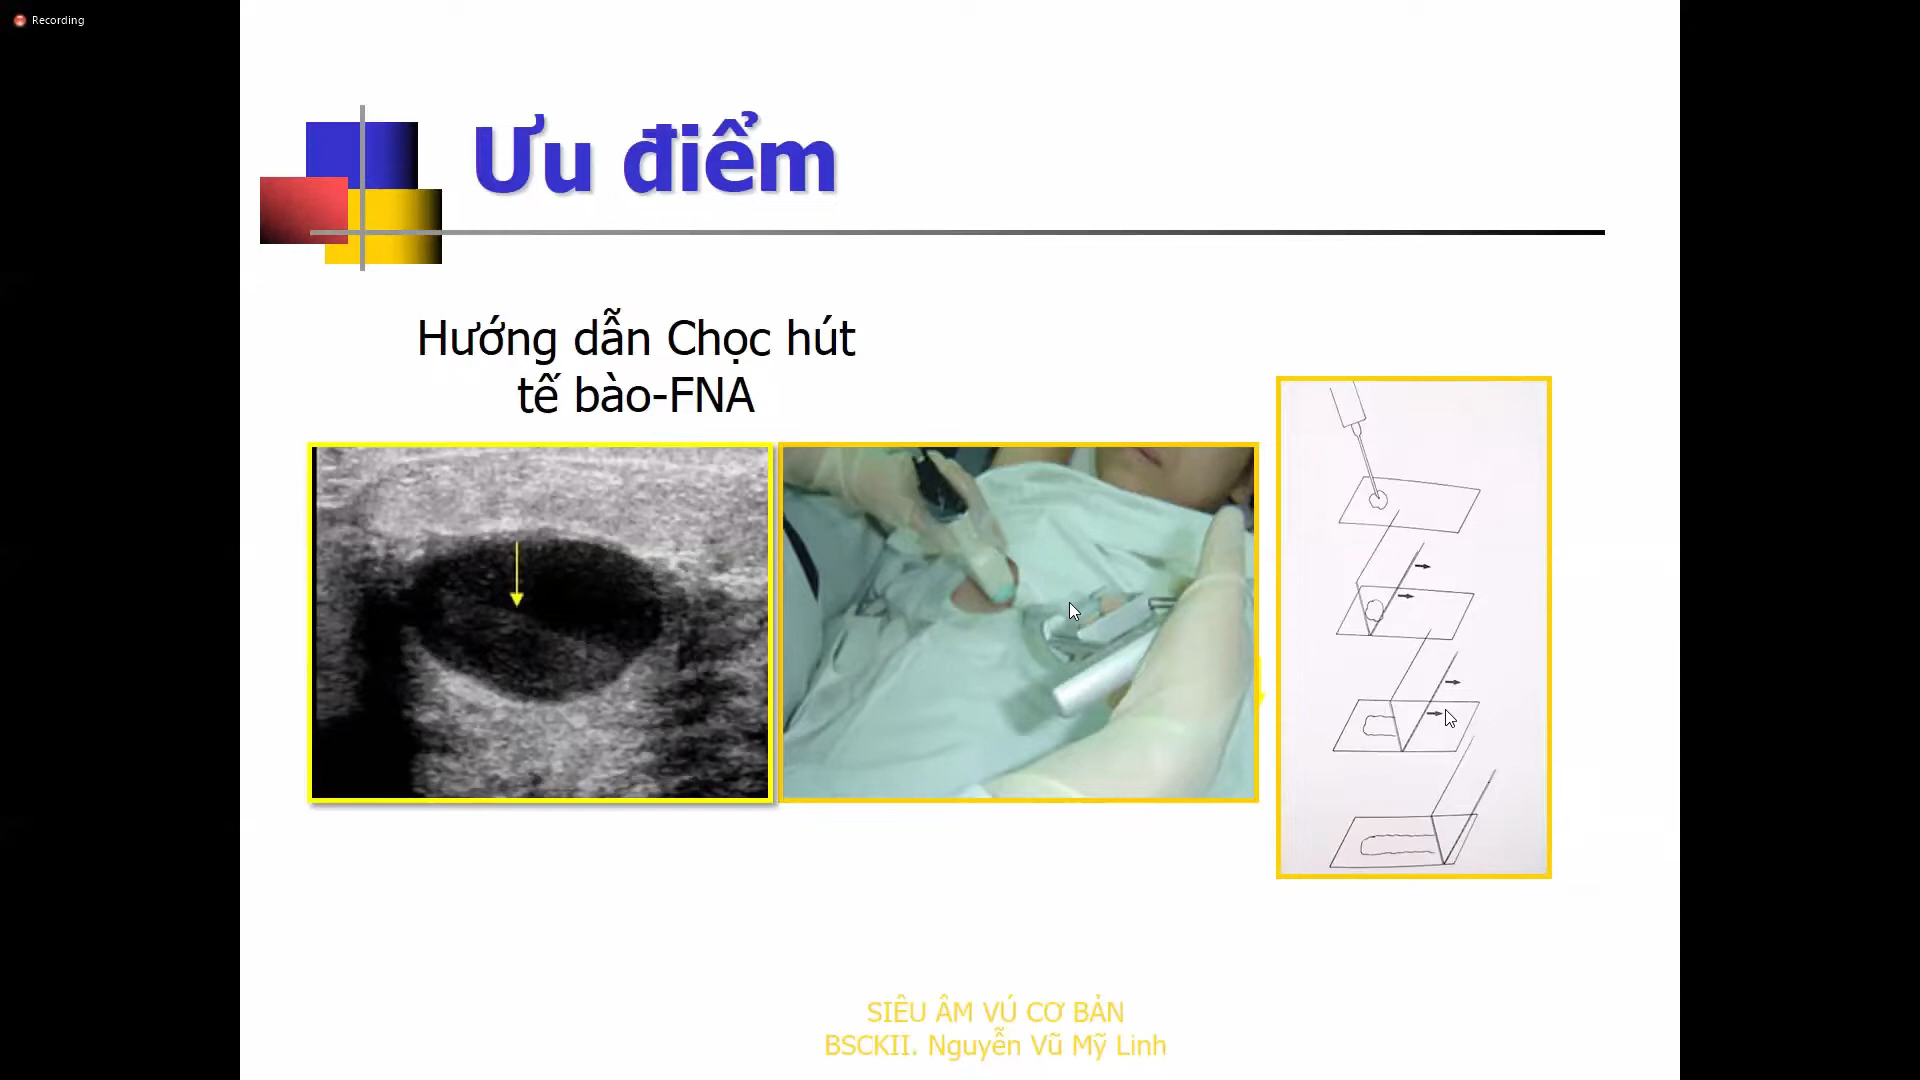 Recording
Ưu điểm
Hướng dẫn Chọc hút
tế bào-FNA
SIÊU ÂM VÚ CƠ BẢN
BSCKII. Nguyễn Vũ Mỹ Linh